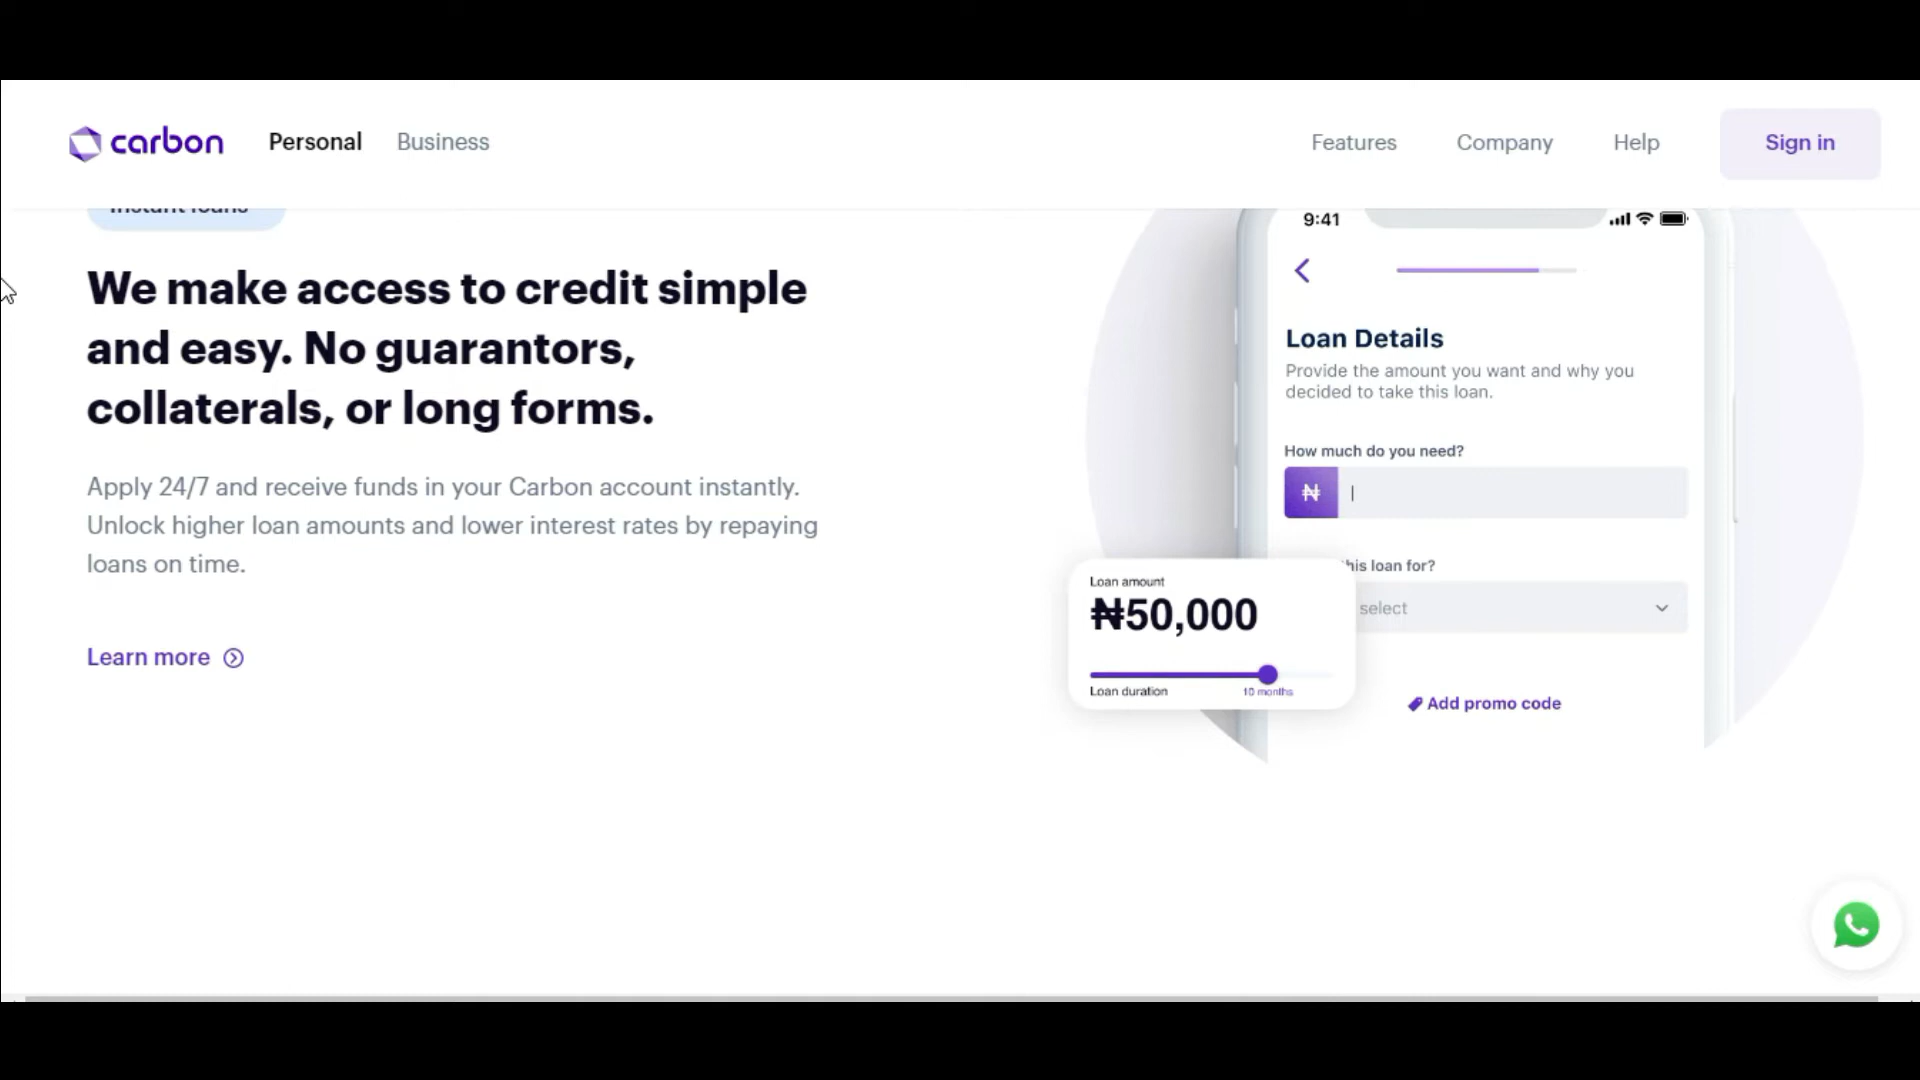 carbon Personal Business Features Company Help Sign in
Instant loans
We make access to credit simple
and easy. No guarantors,
collaterals, or long forms.
Apply 24/7 and receive funds in your Carbon account instantly.
Unlock higher loan amounts and lower interest rates by repaying
loans on time.
Learn more
9:41
Loan Details
Provide the amount you want and why you
decided to take this loan.
How much do you need?
₦
this loan for?
select
Loan amount
₦50,000
Loan duration 10 months
Add promo code